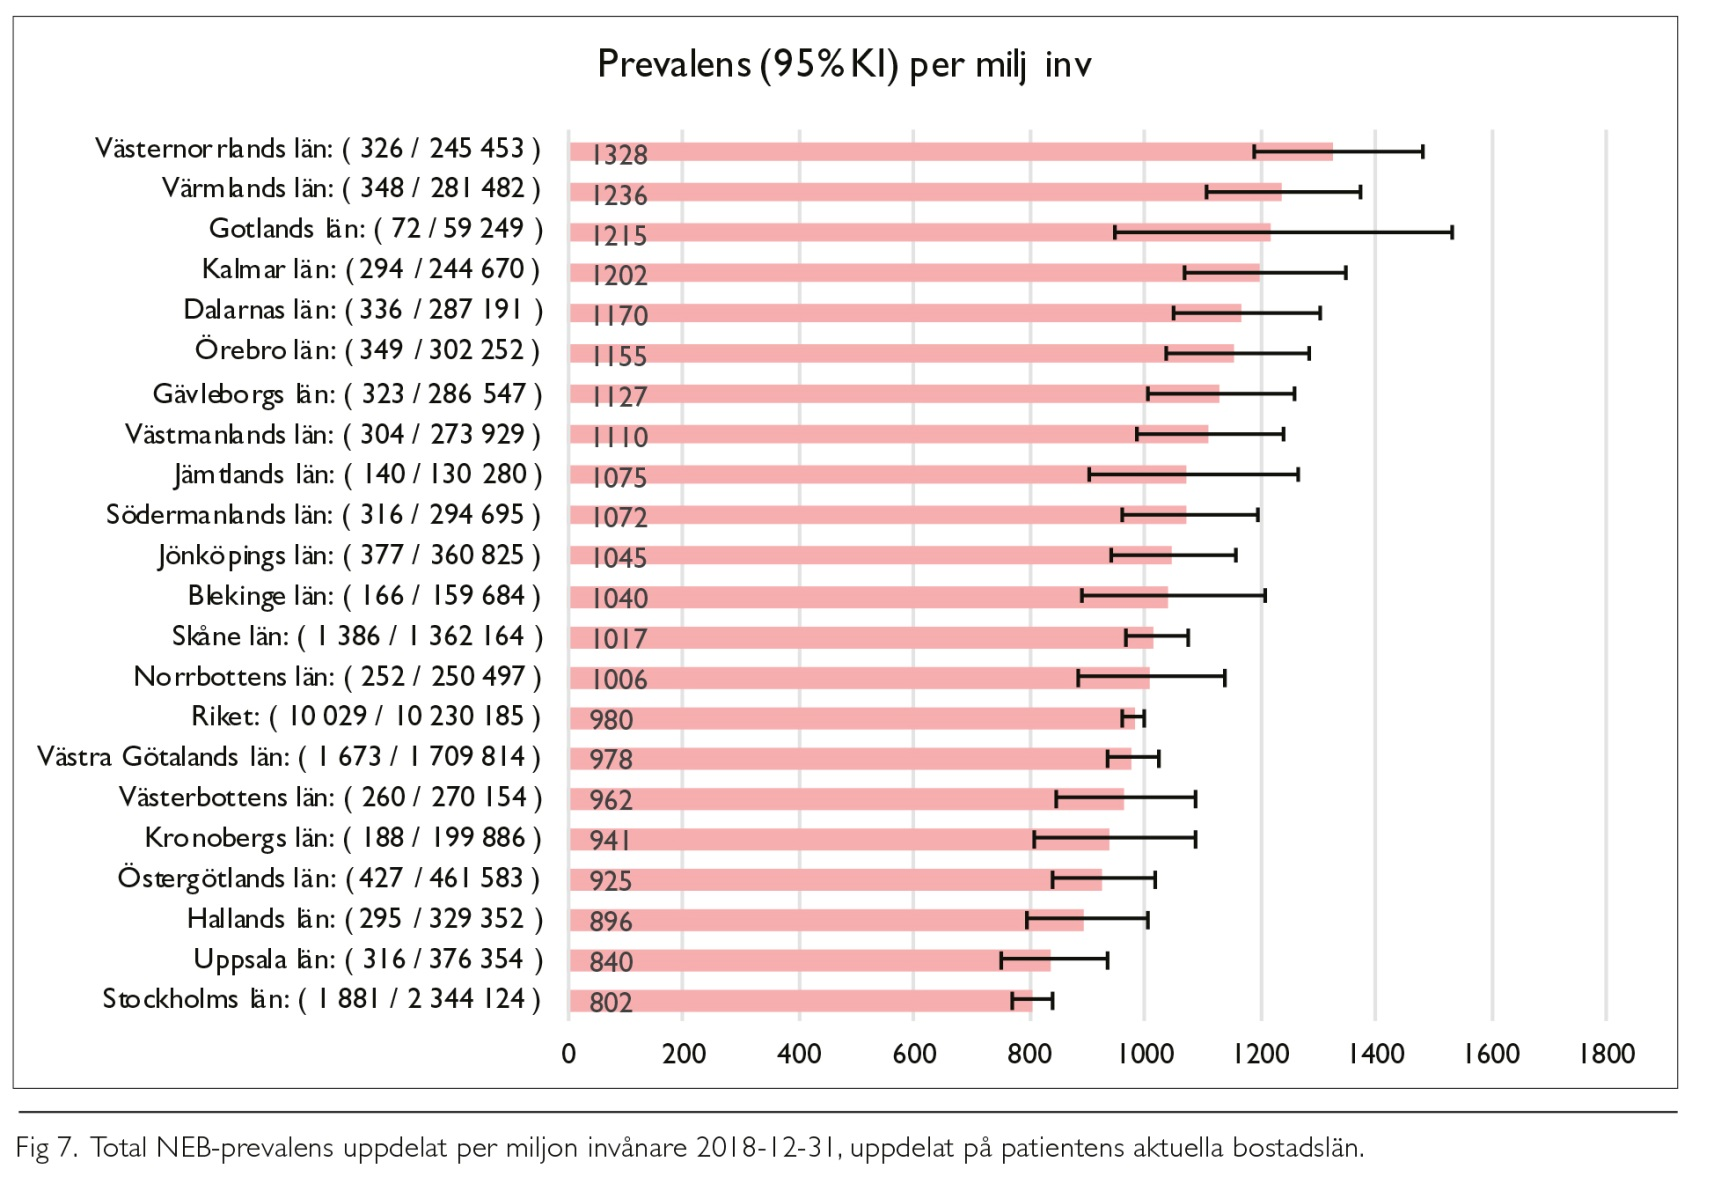 Prevalens (95% KI) per milj inv
Västernorrlands län: ( 326 / 245 453 ) 1328
Värmlands län: ( 348 / 281 482 ) 1236
Gotlands län: ( 72 / 59 249 ) 1215
Kalmar län: ( 294 / 244 670 ) 1202
Dalarnas län: ( 336 / 287 191 ) 1170
Örebro län: ( 349 / 302 252 ) 1155
Gävleborgs län: ( 323 / 286 547 ) 1127
Västmanlands län: ( 304 / 273 929 ) 1110
Jämtlands län: ( 140 / 130 280 ) 1075
Södermanlands län: ( 316 / 294 695 ) 1072
Jönköpings län: ( 377 / 360 825 ) 1045
Blekinge län: ( 166 / 159 684 ) 1040
Skåne län: ( 1 386 / 1 362 164 ) 1017
Norrbottens län: ( 252 / 250 497 ) 1006
Riket: ( 10 029 / 10 230 185 ) 980
Västra Götalands län: ( 1 673 / 1 709 814 ) 978
Västerbottens län: ( 260 / 270 154 ) 962
Kronobergs län: ( 188 / 199 886 ) 941
Östergötlands län: ( 427 / 461 583 ) 925
Hallands län: ( 295 / 329 352 ) 896
Uppsala län: ( 316 / 376 354 ) 840
Stockholms län: ( 1 881 / 2 344 124 ) 802
0 200 400 600 800 1000 1200 1400 1600 1800
Fig 7. Total NEB-prevalens uppdelat per miljon invånare 2018-12-31, uppdelat på patientens aktuella bostadslän.